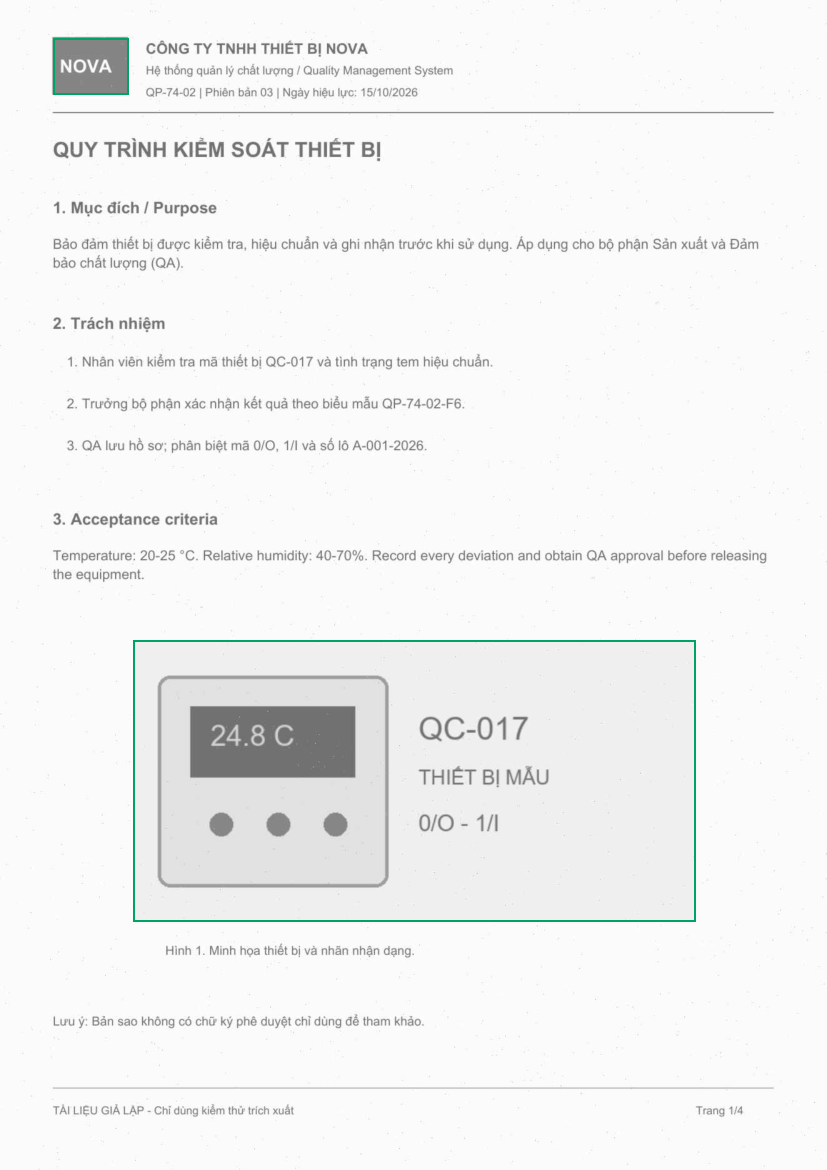 NOVA
CÔNG TY TNHH THIẾT BỊ NOVA
Hệ thống quản lý chất lượng / Quality Management System
QP-74-02 | Phiên bản 03 | Ngày hiệu lực: 15/10/2026
QUY TRÌNH KIỂM SOÁT THIẾT BỊ
1. Mục đích / Purpose
Bảo đảm thiết bị được kiểm tra, hiệu chuẩn và ghi nhận trước khi sử dụng. Áp dụng cho bộ phận Sản xuất và Đảm
bảo chất lượng (QA).
2. Trách nhiệm
1. Nhân viên kiểm tra mã thiết bị QC-017 và tình trạng tem hiệu chuẩn.
2. Trưởng bộ phận xác nhận kết quả theo biểu mẫu QP-74-02-F6.
3. QA lưu hồ sơ; phân biệt mã 0/O, 1/I và số lô A-001-2026.
3. Acceptance criteria
Temperature: 20-25 °C. Relative humidity: 40-70%. Record every deviation and obtain QA approval before releasing
the equipment.
24.8 C
QC-017
THIẾT BỊ MẪU
0/O - 1/I
Hình 1. Minh họa thiết bị và nhãn nhận dạng.
Lưu ý: Bản sao không có chữ ký phê duyệt chỉ dùng để tham khảo.
TÀI LIỆU GIẢ LẬP - Chỉ dùng kiểm thử trích xuất
Trang 1/4